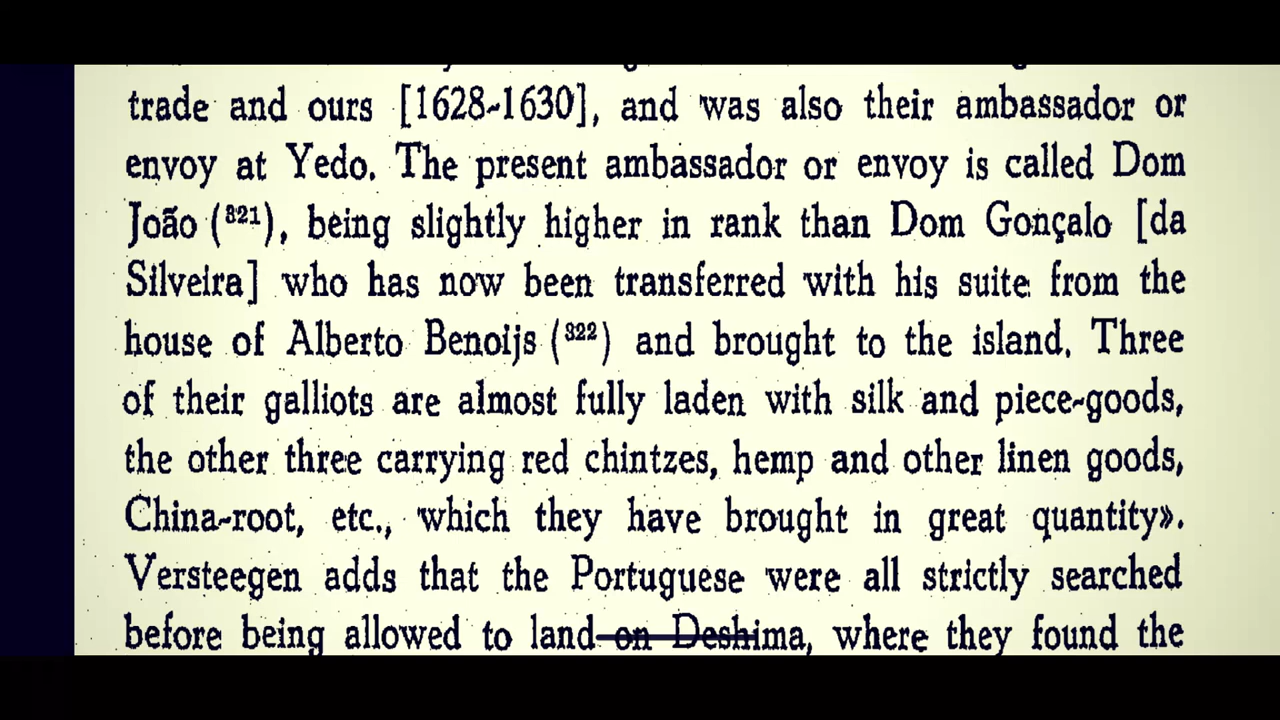 trade and ours [1628-1630], and was also their ambassador or
envoy at Yedo. The present ambassador or envoy is called Dom
João (321), being slightly higher in rank than Dom Gonçalo [da
Silveira] who has now been transferred with his suite from the
house of Alberto Benoijs (322) and brought to the island. Three
of their galliots are almost fully laden with silk and piece-goods,
the other three carrying red chintzes, hemp and other linen goods,
China-root, etc., which they have brought in great quantity».
Versteegen adds that the Portuguese were all strictly searched
before being allowed to land on Deshima, where they found the